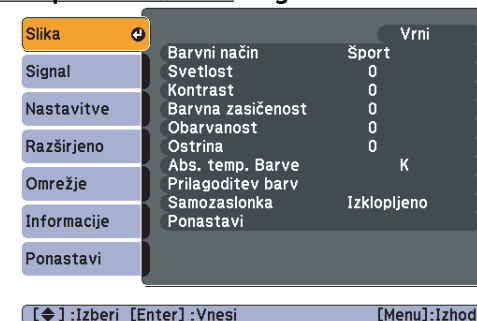 Slika
Signal
Nastavitve
Razširjeno
Omrežje
Informacije
Ponastavi
Vrni
Barvni način Šport
Svetlost 0
Kontrast 0
Barvna zasičenost 0
Obarvanost 0
Ostrina 0
Abs. temp. Barve K
Prilagoditev barv
Samozaslonka Izklopljeno
Ponastavi
[◆] :Izberi [Enter] :Vnesi [Menu]:Izhod